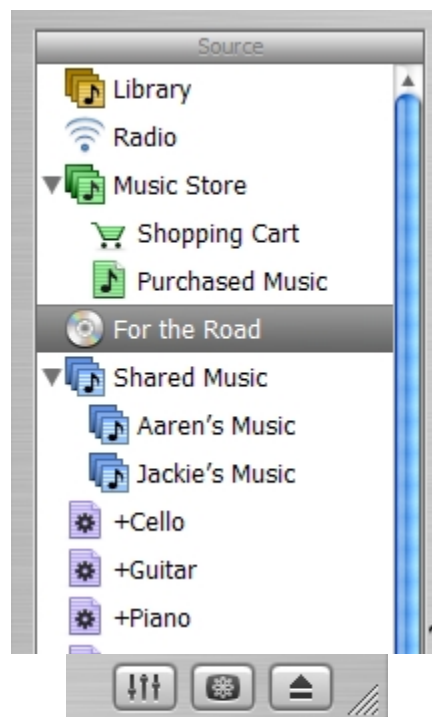 Source
Library
Radio
Music Store
Shopping Cart
Purchased Music
For the Road
Shared Music
Aaren’s Music
Jackie’s Music
+Cello
+Guitar
+Piano